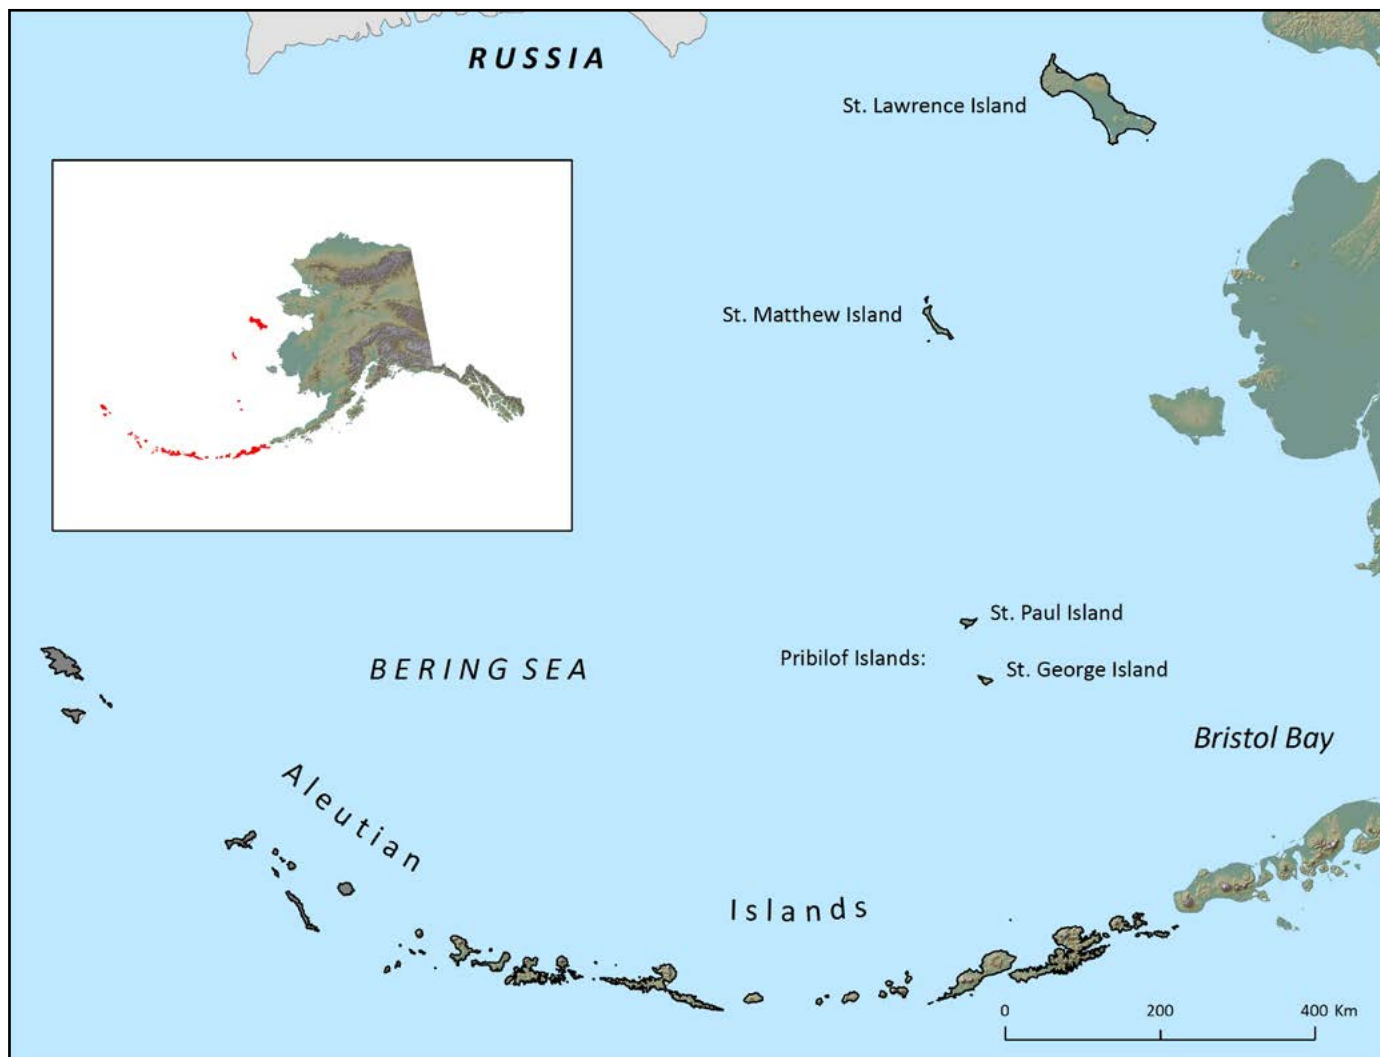 RUSSIA
St. Lawrence Island
St. Matthew Island
St. Paul Island
Pribilof Islands:
St. George Island
BERING SEA
Bristol Bay
Aleutian
Islands
0 200 400 Km